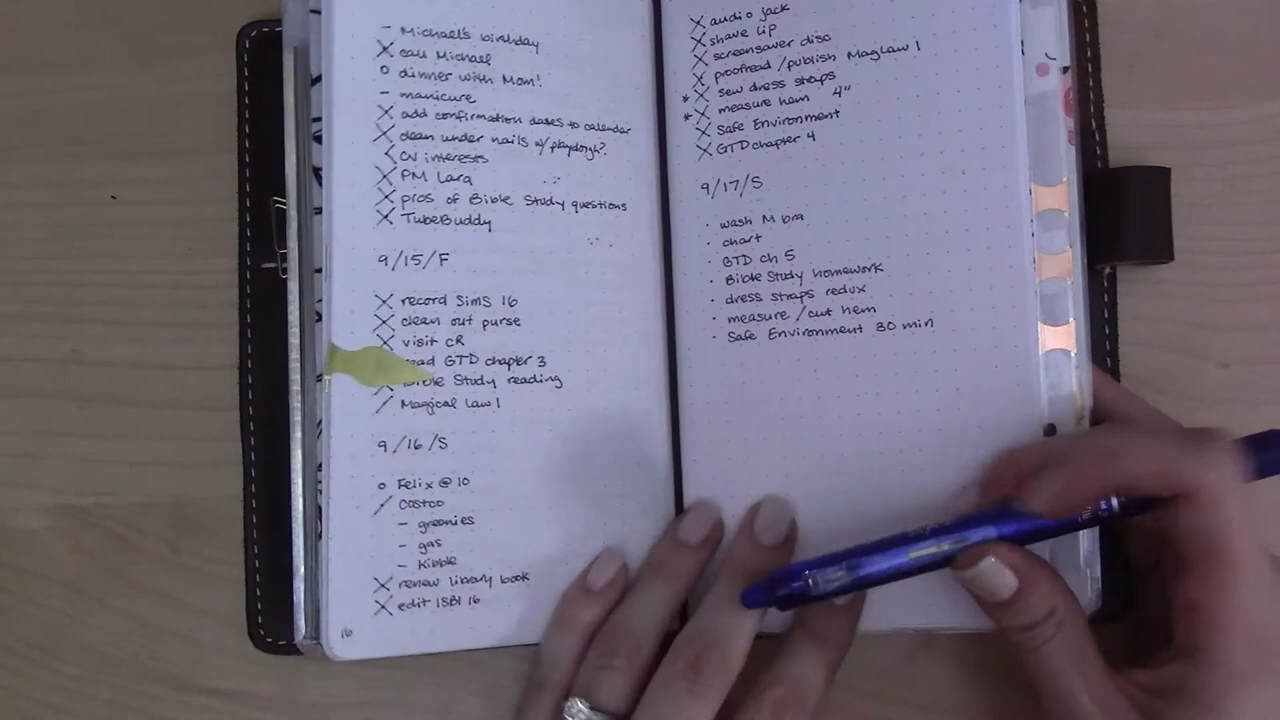 – Michael's birthday
X call Michael
o dinner with Mom!
– manicure
X add confirmation dates to calendar
X clean under nails w/ playdough?
< CV interests
X PM Lara
X pros of Bible Study questions
X TubeBuddy
9/15/F
X record SimS 16
X clean out purse
X visit CR
GTD chapter 3
Study reading
/ Magical Law 1
9/16/S
o Felix @ 10
/ Costco
– greenies
– gas
– kibble
X renew library book
X edit 18B1 16
16
X audio jack
X shave lip
X screensaver disc
X proofread / publish MagLaw 1
* X sew dress straps
* X measure hem 4"
X Safe Environment
X GTD chapter 4
9/17/S
· wash M bra
· chart
· GTD ch 5
· Bible Study homework
· dress straps redux
· measure / cut hem
· Safe Environment 30 min